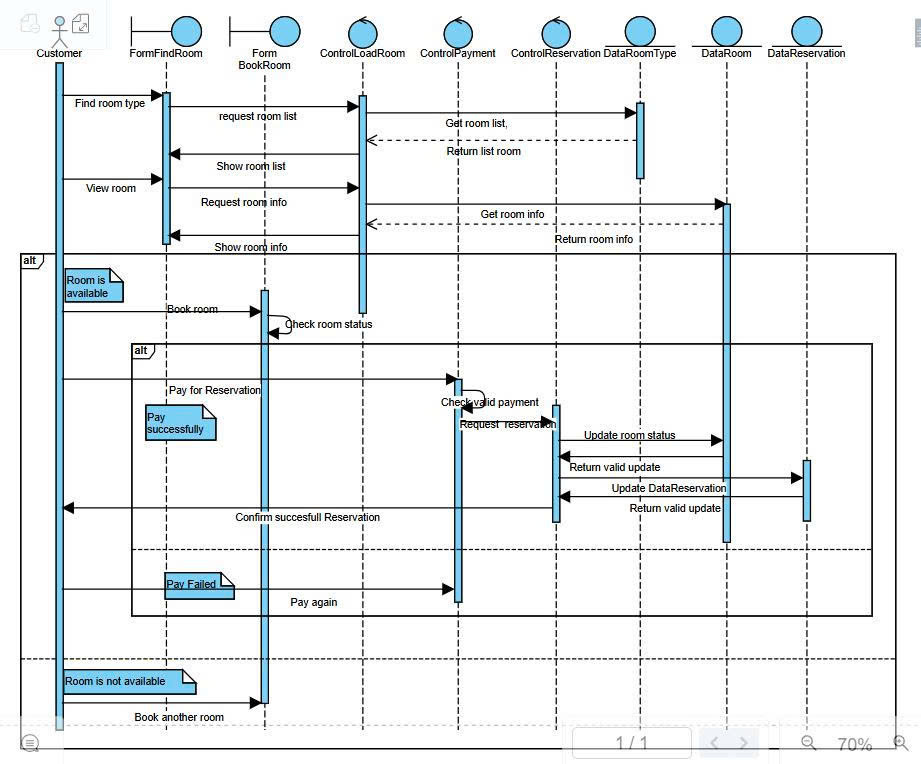 Customer
FormFindRoom
Form
BookRoom
ControlLoadRoom
ControlPayment
ControlReservation
DataRoomType
DataRoom
DataReservation
Find room type
request room list
Get room list,
Return list room
Show room list
View room
Request room info
Get room info
Return room info
Show room info
alt
Room is
available
Book room
Check room status
alt
Pay for Reservation
Check valid payment
Pay
successfully
Request reservation
Update room status
Return valid update
Update DataReservation
Return valid update
Confirm succesfull Reservation
Pay Failed
Pay again
Room is not available
Book another room
1 / 1
70%